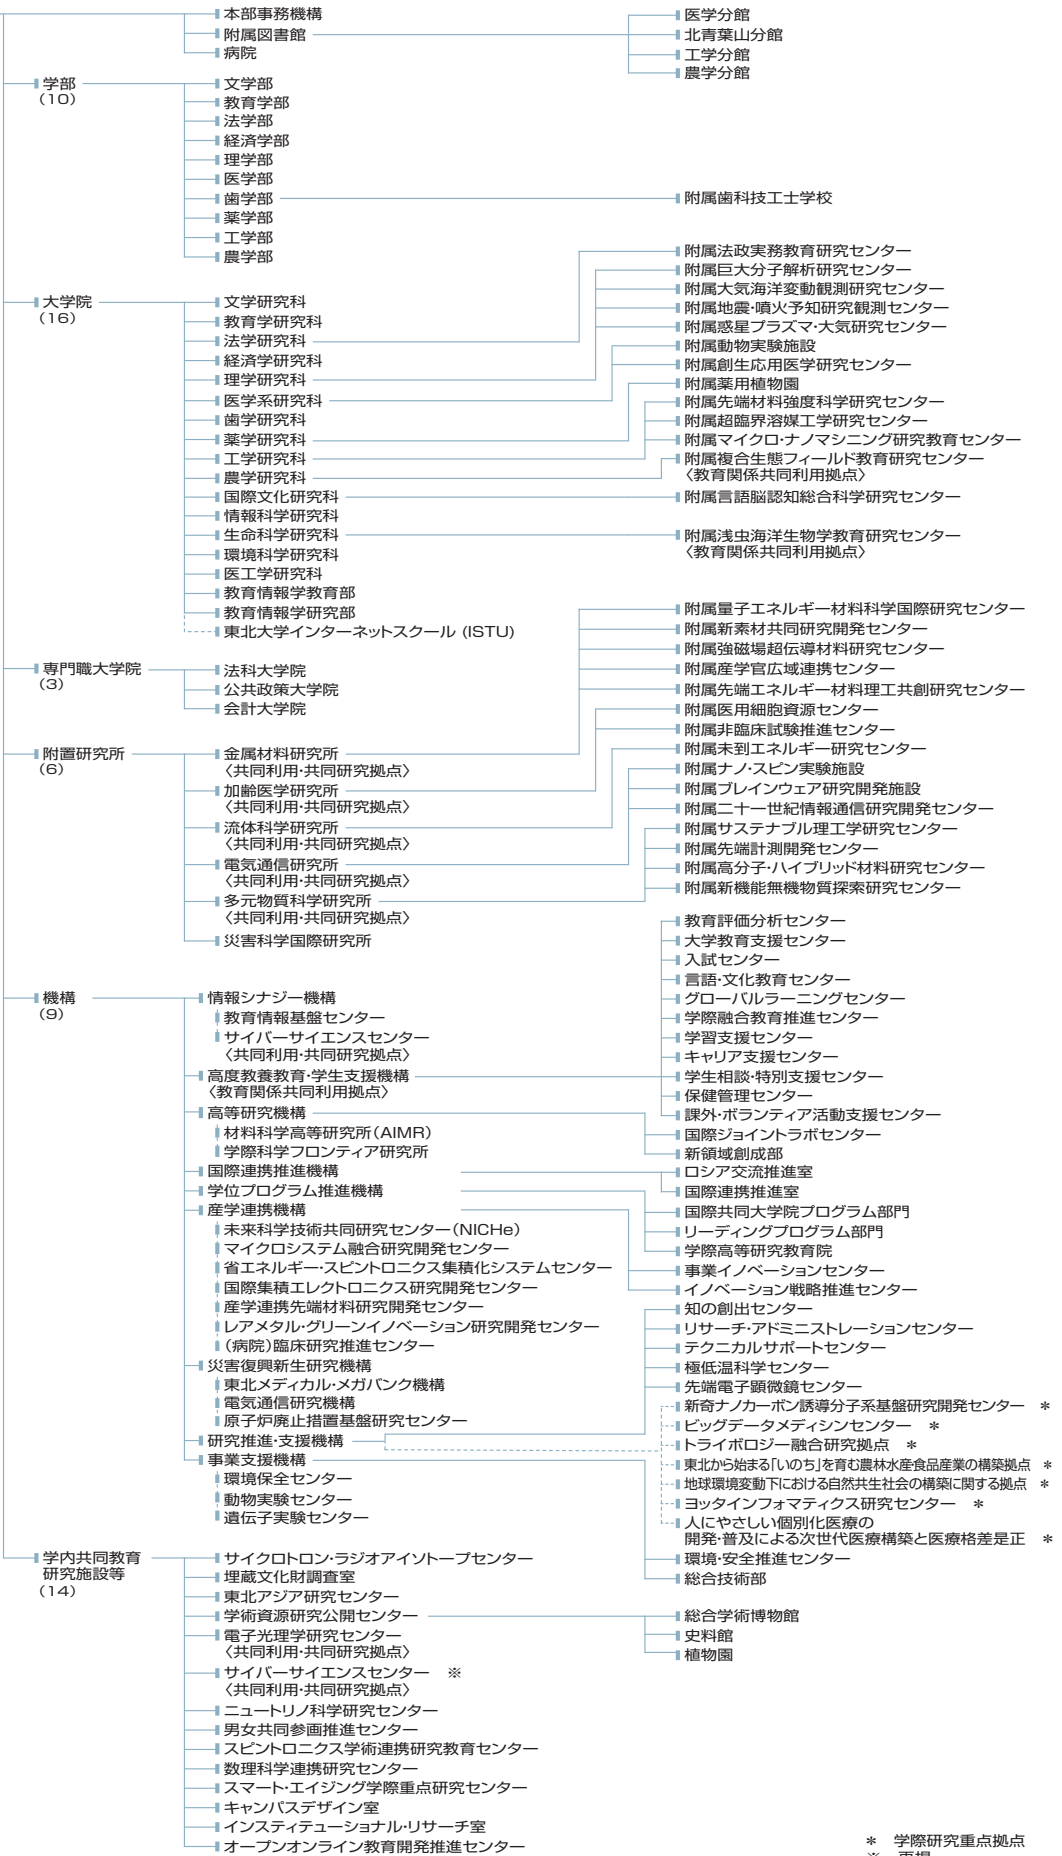 本部事務機構
附属図書館
医学分館
北青葉山分館
工学分館
農学分館
病院
学部
(10)
文学部
教育学部
法学部
経済学部
理学部
医学部
歯学部
附属歯科技工士学校
薬学部
工学部
農学部
大学院
(16)
文学研究科
教育学研究科
法学研究科
経済学研究科
理学研究科
医学系研究科
歯学研究科
薬学研究科
工学研究科
農学研究科
国際文化研究科
情報科学研究科
生命科学研究科
環境科学研究科
医工学研究科
教育情報学教育部
教育情報学研究部
東北大学インターネットスクール (ISTU)
附属法政実務教育研究センター
附属巨大分子解析研究センター
附属大気海洋変動観測研究センター
附属地震・噴火予知研究観測センター
附属惑星プラズマ・大気研究センター
附属動物実験施設
附属創生応用医学研究センター
附属薬用植物園
附属先端材料強度科学研究センター
附属超臨界溶媒工学研究センター
附属マイクロ・ナノマシニング研究教育センター
附属複合生態フィールド教育研究センター
〈教育関係共同利用拠点〉
附属言語脳認知総合科学研究センター
附属浅虫海洋生物学教育研究センター
〈教育関係共同利用拠点〉
専門職大学院
(3)
法科大学院
公共政策大学院
会計大学院
附置研究所
(6)
金属材料研究所
〈共同利用・共同研究拠点〉
加齢医学研究所
〈共同利用・共同研究拠点〉
流体科学研究所
〈共同利用・共同研究拠点〉
電気通信研究所
〈共同利用・共同研究拠点〉
多元物質科学研究所
〈共同利用・共同研究拠点〉
災害科学国際研究所
附属量子エネルギー材料科学国際研究センター
附属新素材共同研究開発センター
附属強磁場超伝導材料研究センター
附属産学官広域連携センター
附属先端エネルギー材料理工共創研究センター
附属医用細胞資源センター
附属非臨床試験推進センター
附属未到エネルギー研究センター
附属ナノ・スピン実験施設
附属ブレインウェア研究開発施設
附属二十一世紀情報通信研究開発センター
附属サステナブル理工学研究センター
附属先端計測開発センター
附属高分子・ハイブリッド材料研究センター
附属新機能無機物質探索研究センター
機構
(9)
情報シナジー機構
教育情報基盤センター
サイバーサイエンスセンター
〈共同利用・共同研究拠点〉
高度教養教育・学生支援機構
〈教育関係共同利用拠点〉
高等研究機構
材料科学高等研究所(AIMR)
学際科学フロンティア研究所
国際連携推進機構
学位プログラム推進機構
産学連携機構
未来科学技術共同研究センター(NICHe)
マイクロシステム融合研究開発センター
省エネルギー・スピントロニクス集積化システムセンター
国際集積エレクトロニクス研究開発センター
産学連携先端材料研究開発センター
レアメタル・グリーンイノベーション研究開発センター
(病院)臨床研究推進センター
災害復興新生研究機構
東北メディカル・メガバンク機構
電気通信研究機構
原子炉廃止措置基盤研究センター
研究推進・支援機構
事業支援機構
環境保全センター
動物実験センター
遺伝子実験センター
教育評価分析センター
大学教育支援センター
入試センター
言語・文化教育センター
グローバルラーニングセンター
学際融合教育推進センター
学習支援センター
キャリア支援センター
学生相談・特別支援センター
保健管理センター
課外・ボランティア活動支援センター
国際ジョイントラボセンター
新領域創成部
ロシア交流推進室
国際連携推進室
国際共同大学院プログラム部門
リーディングプログラム部門
学際高等研究教育院
事業イノベーションセンター
イノベーション戦略推進センター
知の創出センター
リサーチ・アドミニストレーションセンター
テクニカルサポートセンター
極低温科学センター
先端電子顕微鏡センター
新奇ナノカーボン誘導分子系基盤研究開発センター *
ビッグデータメディシンセンター *
トライボロジー融合研究拠点 *
東北から始まる「いのち」を育む農林水産食品産業の構築拠点 *
地球環境変動下における自然共生社会の構築に関する拠点 *
ヨッタインフォマティクス研究センター *
人にやさしい個別化医療の
開発・普及による次世代医療構築と医療格差是正 *
環境・安全推進センター
総合技術部
学内共同教育
研究施設等
(14)
サイクロトロン・ラジオアイソトープセンター
埋蔵文化財調査室
東北アジア研究センター
学術資源研究公開センター
総合学術博物館
史料館
植物園
電子光理学研究センター
〈共同利用・共同研究拠点〉
サイバーサイエンスセンター ※
〈共同利用・共同研究拠点〉
ニュートリノ科学研究センター
男女共同参画推進センター
スピントロニクス学術連携研究教育センター
数理科学連携研究センター
スマート・エイジング学際重点研究センター
キャンパスデザイン室
インスティテューショナル・リサーチ室
オープンオンライン教育開発推進センター
* 学際研究重点拠点